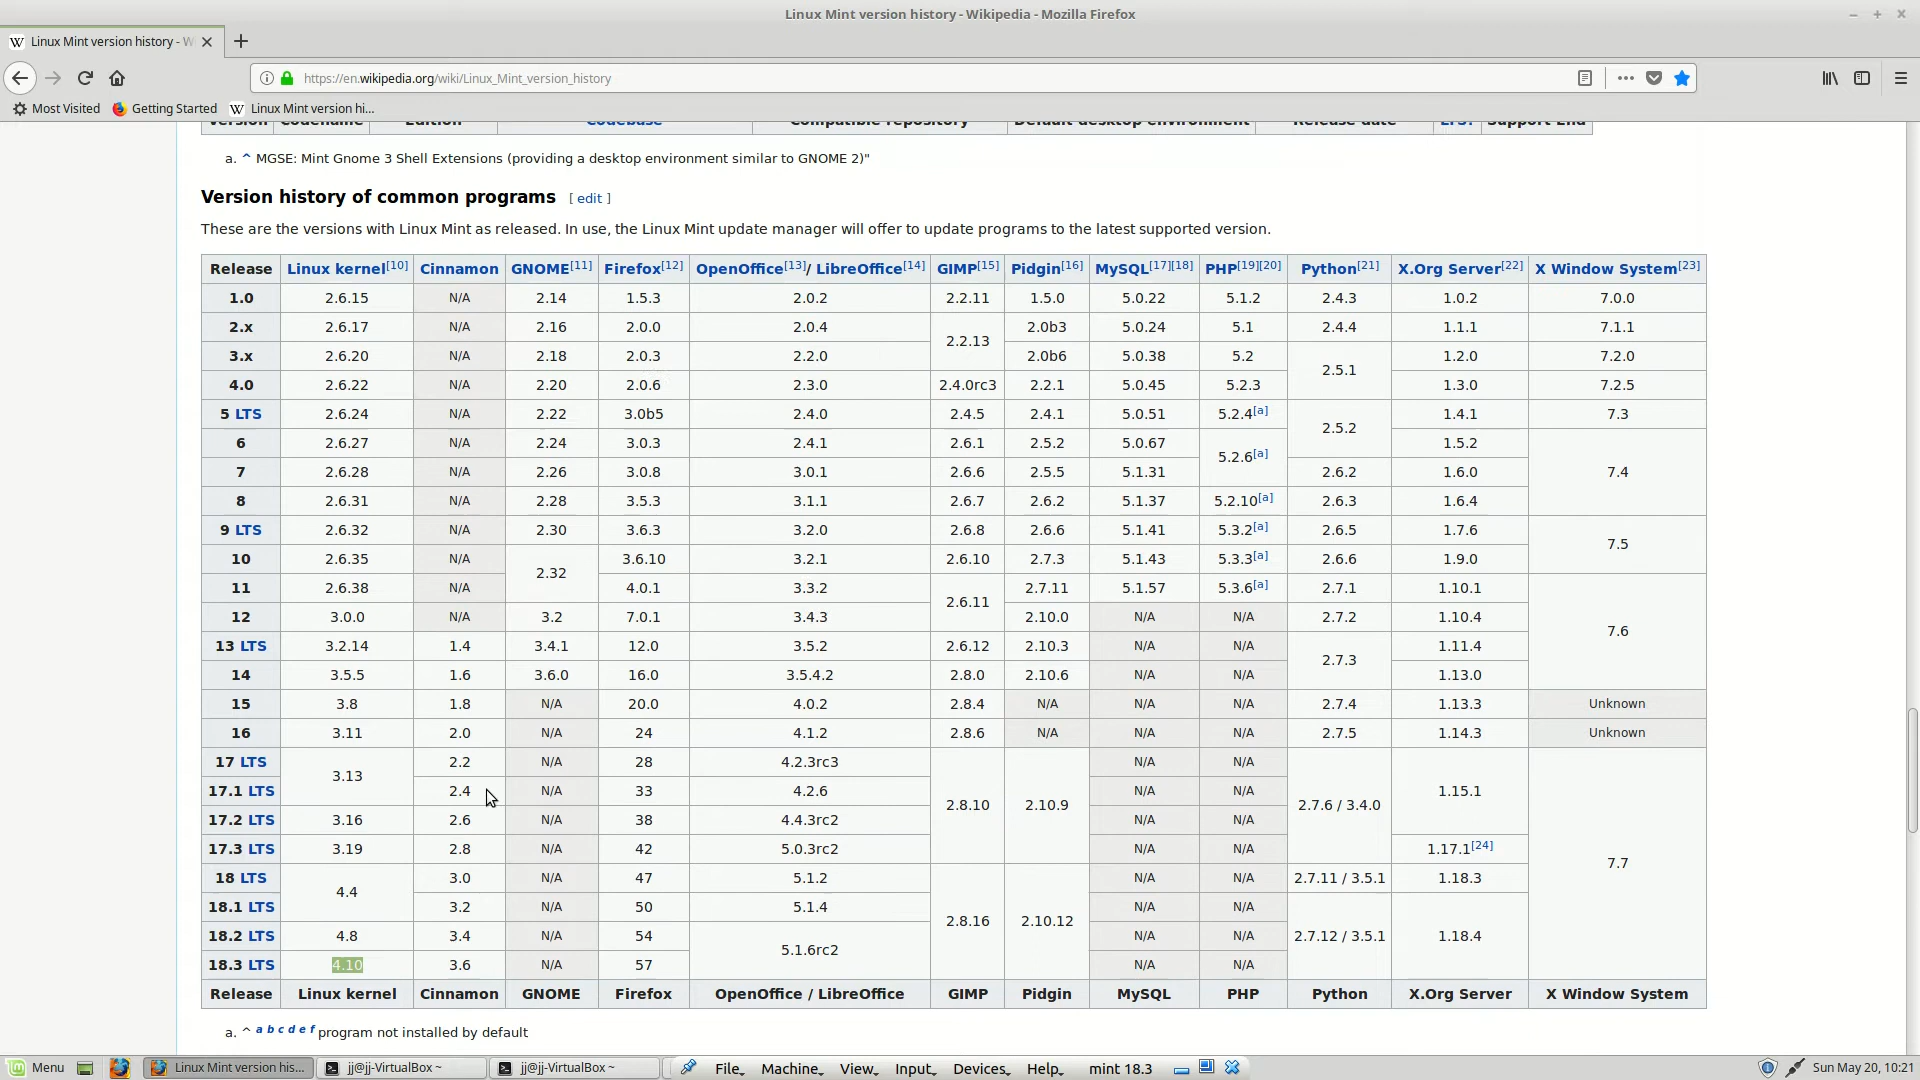 Linux Mint version history - Wikipedia - Mozilla Firefox
Linux Mint version history - W
https://en.wikipedia.org/wiki/Linux_Mint_version_history
Most Visited Getting Started Linux Mint version hi...
Version Codename Edition Codebase Compatible repository Default desktop environment Release date LTS? Support End
a. ^ MGSE: Mint Gnome 3 Shell Extensions (providing a desktop environment similar to GNOME 2)"
Version history of common programs [ edit ]
These are the versions with Linux Mint as released. In use, the Linux Mint update manager will offer to update programs to the latest supported version.
Release Linux kernel[10] Cinnamon GNOME[11] Firefox[12] OpenOffice[13]/ LibreOffice[14] GIMP[15] Pidgin[16] MySQL[17][18] PHP[19][20] Python[21] X.Org Server[22] X Window System[23]
1.0 2.6.15 N/A 2.14 1.5.3 2.0.2 2.2.11 1.5.0 5.0.22 5.1.2 2.4.3 1.0.2 7.0.0
2.x 2.6.17 N/A 2.16 2.0.0 2.0.4 2.2.13 2.0b3 5.0.24 5.1 2.4.4 1.1.1 7.1.1
3.x 2.6.20 N/A 2.18 2.0.3 2.2.0 2.0b6 5.0.38 5.2 2.5.1 1.2.0 7.2.0
4.0 2.6.22 N/A 2.20 2.0.6 2.3.0 2.4.0rc3 2.2.1 5.0.45 5.2.3 1.3.0 7.2.5
5 LTS 2.6.24 N/A 2.22 3.0b5 2.4.0 2.4.5 2.4.1 5.0.51 5.2.4[a] 2.5.2 1.4.1 7.3
6 2.6.27 N/A 2.24 3.0.3 2.4.1 2.6.1 2.5.2 5.0.67 5.2.6[a] 1.5.2 7.4
7 2.6.28 N/A 2.26 3.0.8 3.0.1 2.6.6 2.5.5 5.1.31 2.6.2 1.6.0
8 2.6.31 N/A 2.28 3.5.3 3.1.1 2.6.7 2.6.2 5.1.37 5.2.10[a] 2.6.3 1.6.4
9 LTS 2.6.32 N/A 2.30 3.6.3 3.2.0 2.6.8 2.6.6 5.1.41 5.3.2[a] 2.6.5 1.7.6 7.5
10 2.6.35 N/A 2.32 3.6.10 3.2.1 2.6.10 2.7.3 5.1.43 5.3.3[a] 2.6.6 1.9.0
11 2.6.38 N/A 4.0.1 3.3.2 2.6.11 2.7.11 5.1.57 5.3.6[a] 2.7.1 1.10.1 7.6
12 3.0.0 N/A 3.2 7.0.1 3.4.3 2.10.0 N/A N/A 2.7.2 1.10.4
13 LTS 3.2.14 1.4 3.4.1 12.0 3.5.2 2.6.12 2.10.3 N/A N/A 2.7.3 1.11.4
14 3.5.5 1.6 3.6.0 16.0 3.5.4.2 2.8.0 2.10.6 N/A N/A 1.13.0
15 3.8 1.8 N/A 20.0 4.0.2 2.8.4 N/A N/A N/A 2.7.4 1.13.3 Unknown
16 3.11 2.0 N/A 24 4.1.2 2.8.6 N/A N/A N/A 2.7.5 1.14.3 Unknown
17 LTS 3.13 2.2 N/A 28 4.2.3rc3 2.8.10 2.10.9 N/A N/A 2.7.6 / 3.4.0 1.15.1 7.7
17.1 LTS 2.4 N/A 33 4.2.6 N/A N/A
17.2 LTS 3.16 2.6 N/A 38 4.4.3rc2 N/A N/A
17.3 LTS 3.19 2.8 N/A 42 5.0.3rc2 N/A N/A 1.17.1[24]
18 LTS 4.4 3.0 N/A 47 5.1.2 2.8.16 2.10.12 N/A N/A 2.7.11 / 3.5.1 1.18.3
18.1 LTS 3.2 N/A 50 5.1.4 N/A N/A 2.7.12 / 3.5.1 1.18.4
18.2 LTS 4.8 3.4 N/A 54 5.1.6rc2 N/A N/A
18.3 LTS 4.10 3.6 N/A 57 N/A N/A
Release Linux kernel Cinnamon GNOME Firefox OpenOffice / LibreOffice GIMP Pidgin MySQL PHP Python X.Org Server X Window System
a. ^ a b c d e f program not installed by default
Menu Linux Mint version his... jj@jj-VirtualBox ~ jj@jj-VirtualBox ~ File Machine View Input Devices Help mint 18.3 Sun May 20, 10:21